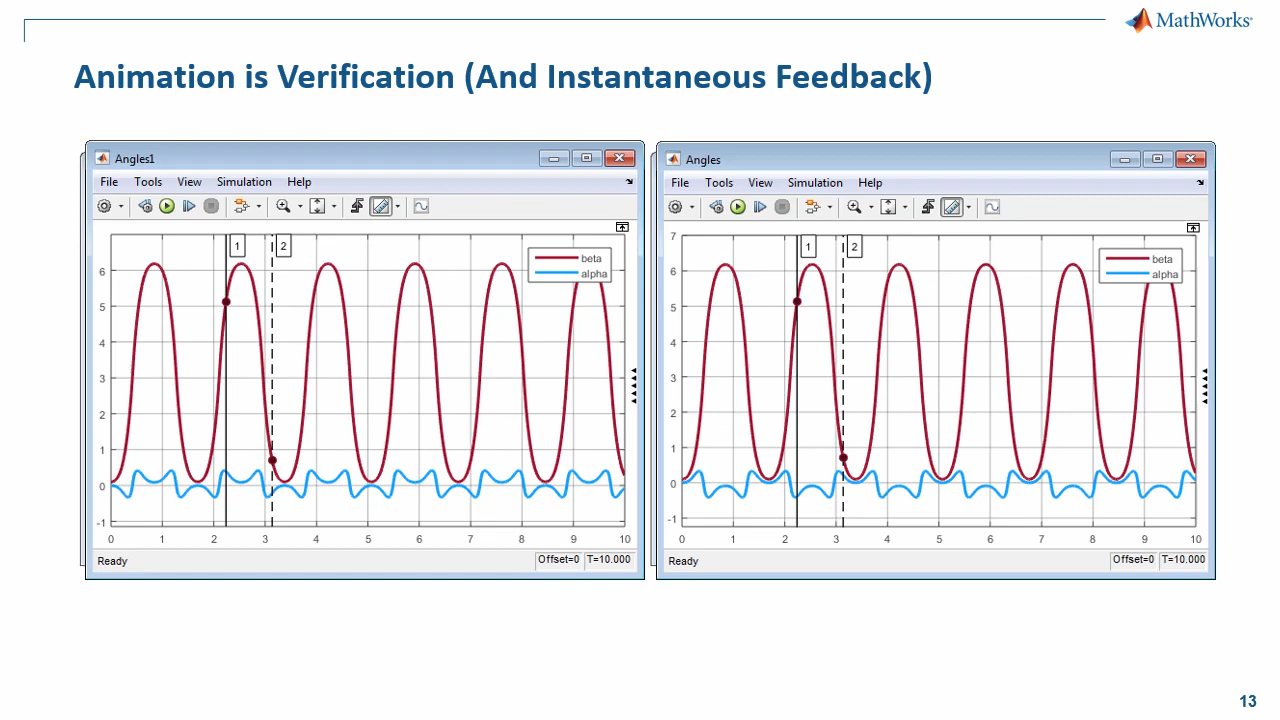 MathWorks
Animation is Verification (And Instantaneous Feedback)
Angles1
File Tools View Simulation Help
1 2
beta
alpha
6
5
4
3
2
1
0
-1
0 1 2 3 4 5 6 7 8 9 10
Ready Offset=0 T=10.000
Angles
File Tools View Simulation Help
1 2
beta
alpha
7
6
5
4
3
2
1
0
-1
0 1 2 3 4 5 6 7 8 9 10
Ready Offset=0 T=10.000
13